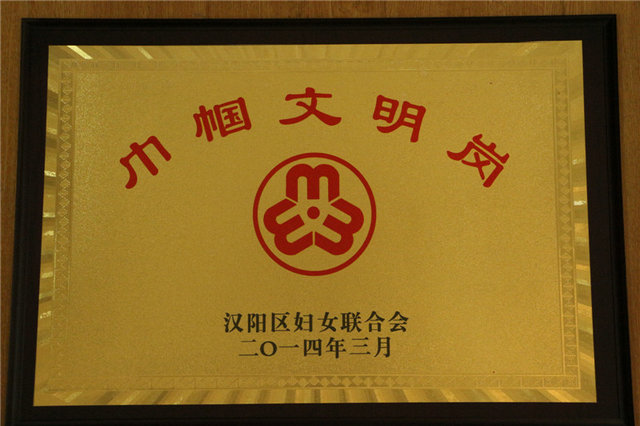 巾帼文明岗
汉阳区妇女联合会
二〇一四年三月